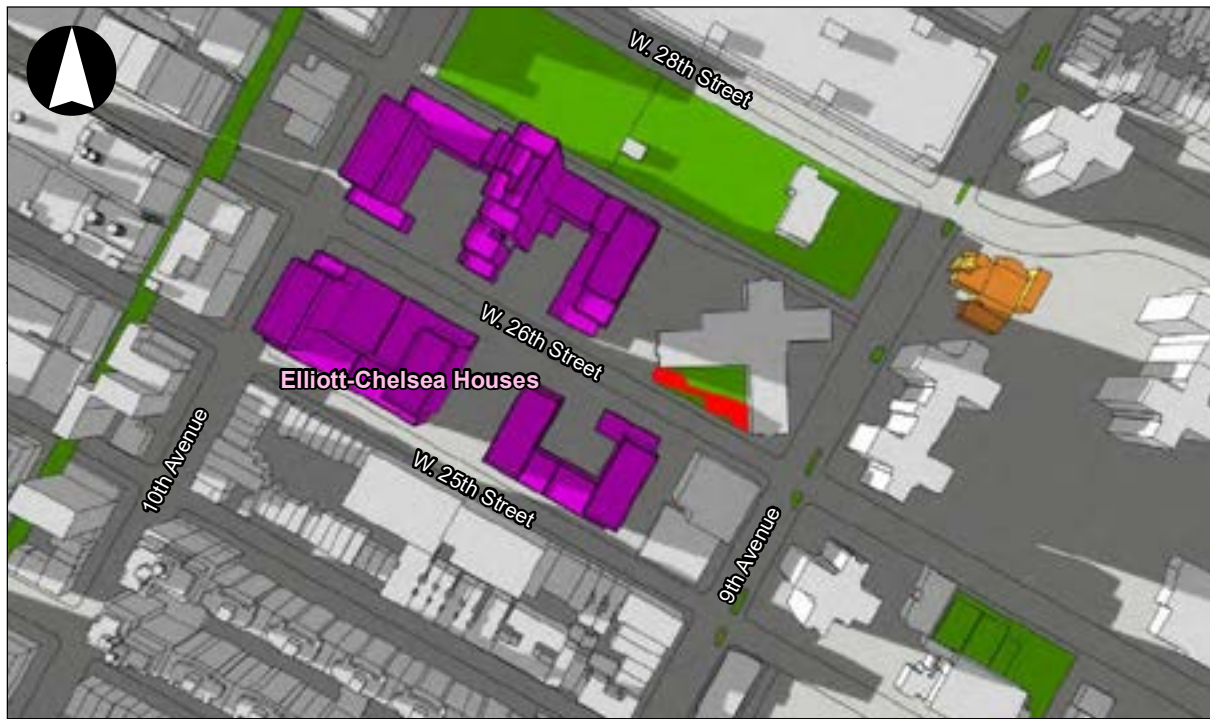 W. 28th Street
W. 26th Street
Elliott-Chelsea Houses
10th Avenue
W. 25th Street
9th Avenue